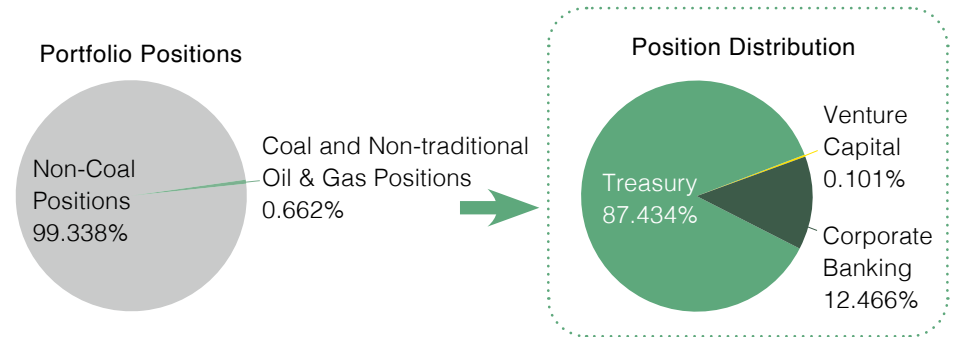 Portfolio Positions
Non-Coal
Positions
99.338%
Coal and Non-traditional
Oil & Gas Positions
0.662%
Position Distribution
Treasury
87.434%
Venture
Capital
0.101%
Corporate
Banking
12.466%